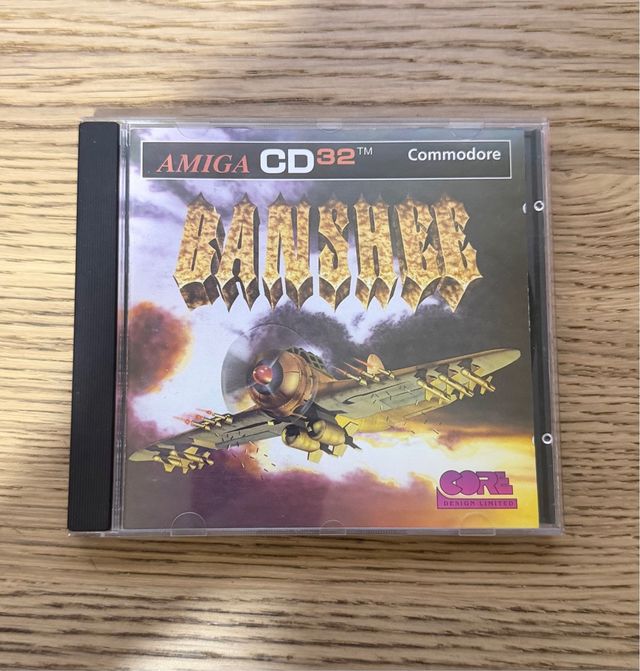 AMIGA CD32™ Commodore
BANSHEE
CORE
DESIGN LIMITED